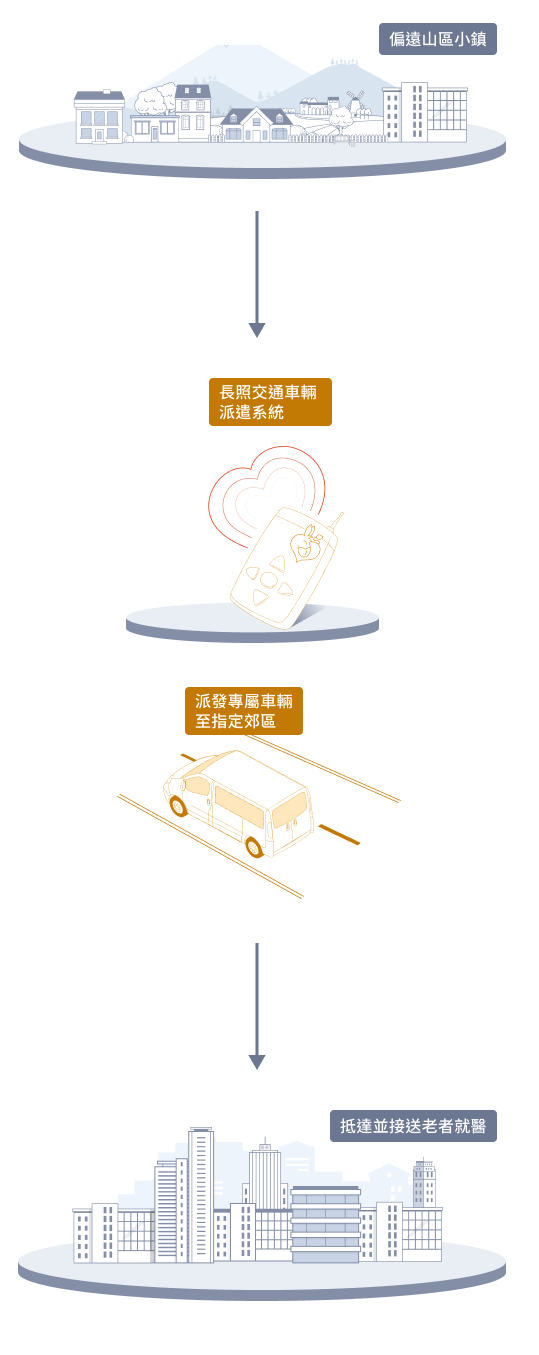 偏遠山區小鎮
長照交通車輛
派遣系統
派發專屬車輛
至指定郊區
抵達並接送老者就醫